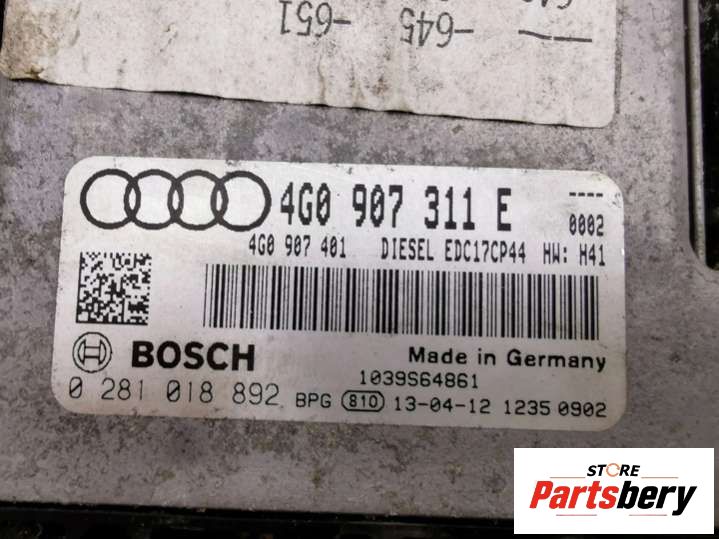 -651
-645
4G0 907 311 E
----
0002
4G0 907 401 DIESEL EDC17CP44 HW: H41
BOSCH
Made in Germany
1039S64861
0 281 018 892 BPG 810 13-04-12 1235 0902
STORE
Partsbery